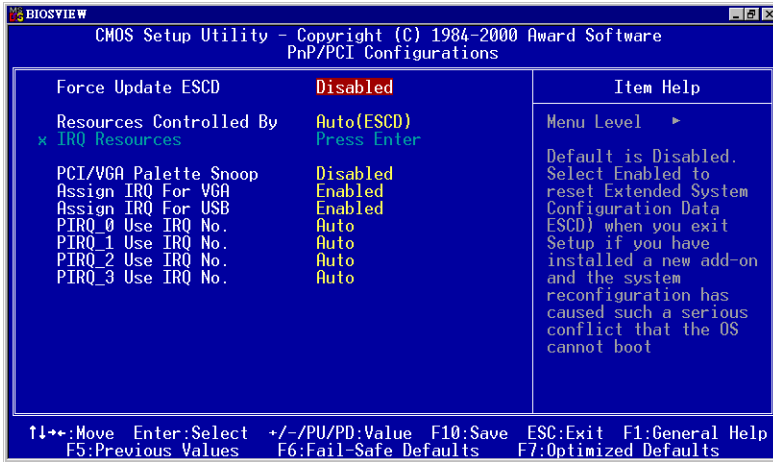 BIOSVIEW
CMOS Setup Utility - Copyright (C) 1984-2000 Award Software
PnP/PCI Configurations
Force Update ESCD Disabled
Resources Controlled By Auto(ESCD)
x IRQ Resources Press Enter
PCI/VGA Palette Snoop Disabled
Assign IRQ For VGA Enabled
Assign IRQ For USB Enabled
PIRQ_0 Use IRQ No. Auto
PIRQ_1 Use IRQ No. Auto
PIRQ_2 Use IRQ No. Auto
PIRQ_3 Use IRQ No. Auto
Item Help
Menu Level ►
Default is Disabled.
Select Enabled to
reset Extended System
Configuration Data
ESCD) when you exit
Setup if you have
installed a new add-on
and the system
reconfiguration has
caused such a serious
conflict that the OS
cannot boot
↑↓→←:Move Enter:Select +/-/PU/PD:Value F10:Save ESC:Exit F1:General Help
F5:Previous Values F6:Fail-Safe Defaults F7:Optimized Defaults